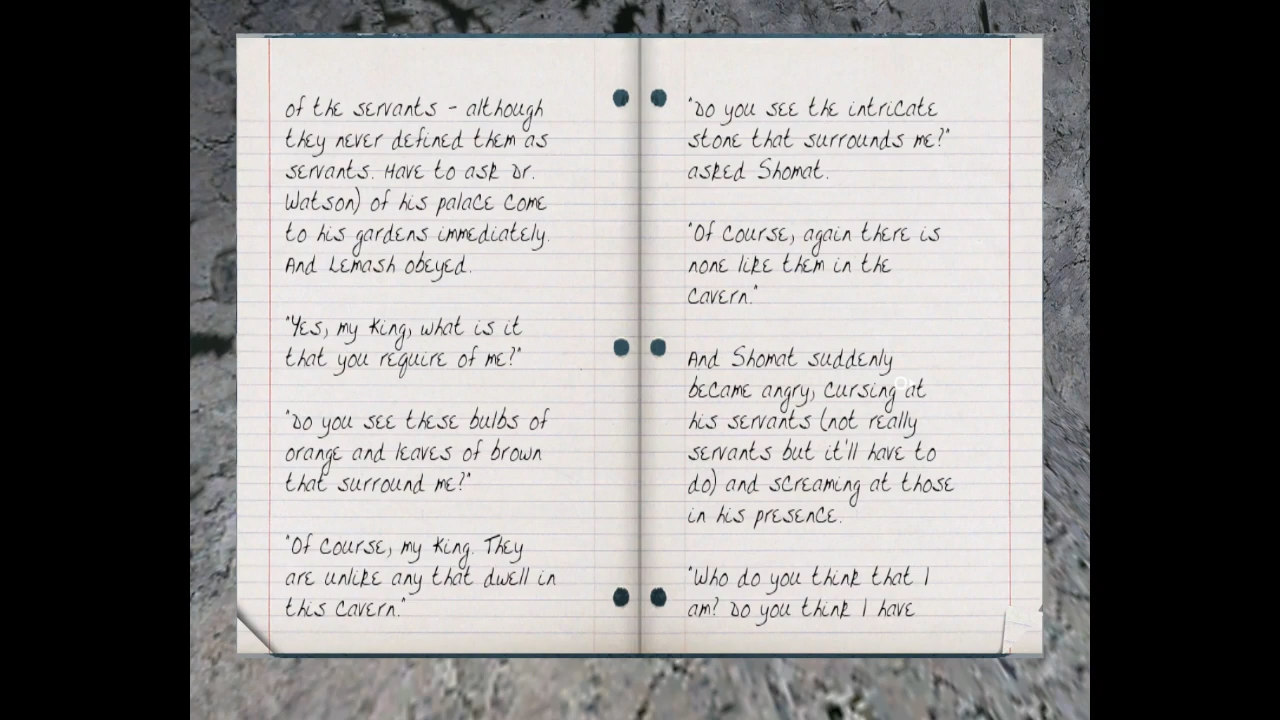 of the servants - although
they never defined them as
servants. Have to ask Dr.
Watson) of his palace come
to his gardens immediately.
And Lemash obeyed.
"Yes, my King, what is it
that you require of me?"
"Do you see these bulbs of
orange and leaves of brown
that surround me?"
"Of course, my King. They
are unlike any that dwell in
this cavern."
"Do you see the intricate
stone that surrounds me?"
asked Shomat.
"Of course, again there is
none like them in the
cavern."
And Shomat suddenly
became angry, cursing at
his servants (not really
servants but it'll have to
do) and screaming at those
in his presence.
"Who do you think that I
am? Do you think I have